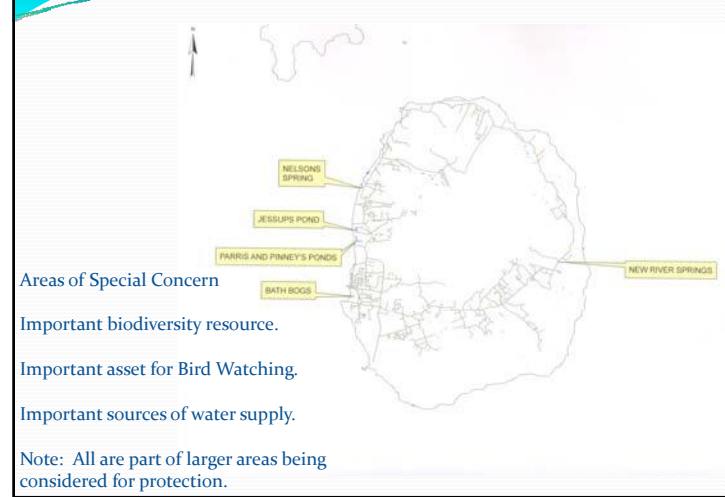 NELSONS
SPRING
JESSUPS POND
PARRIS AND PINNEY'S PONDS
NEW RIVER SPRINGS
BATH BOGS
Areas of Special Concern
Important biodiversity resource.
Important asset for Bird Watching.
Important sources of water supply.
Note: All are part of larger areas being
considered for protection.